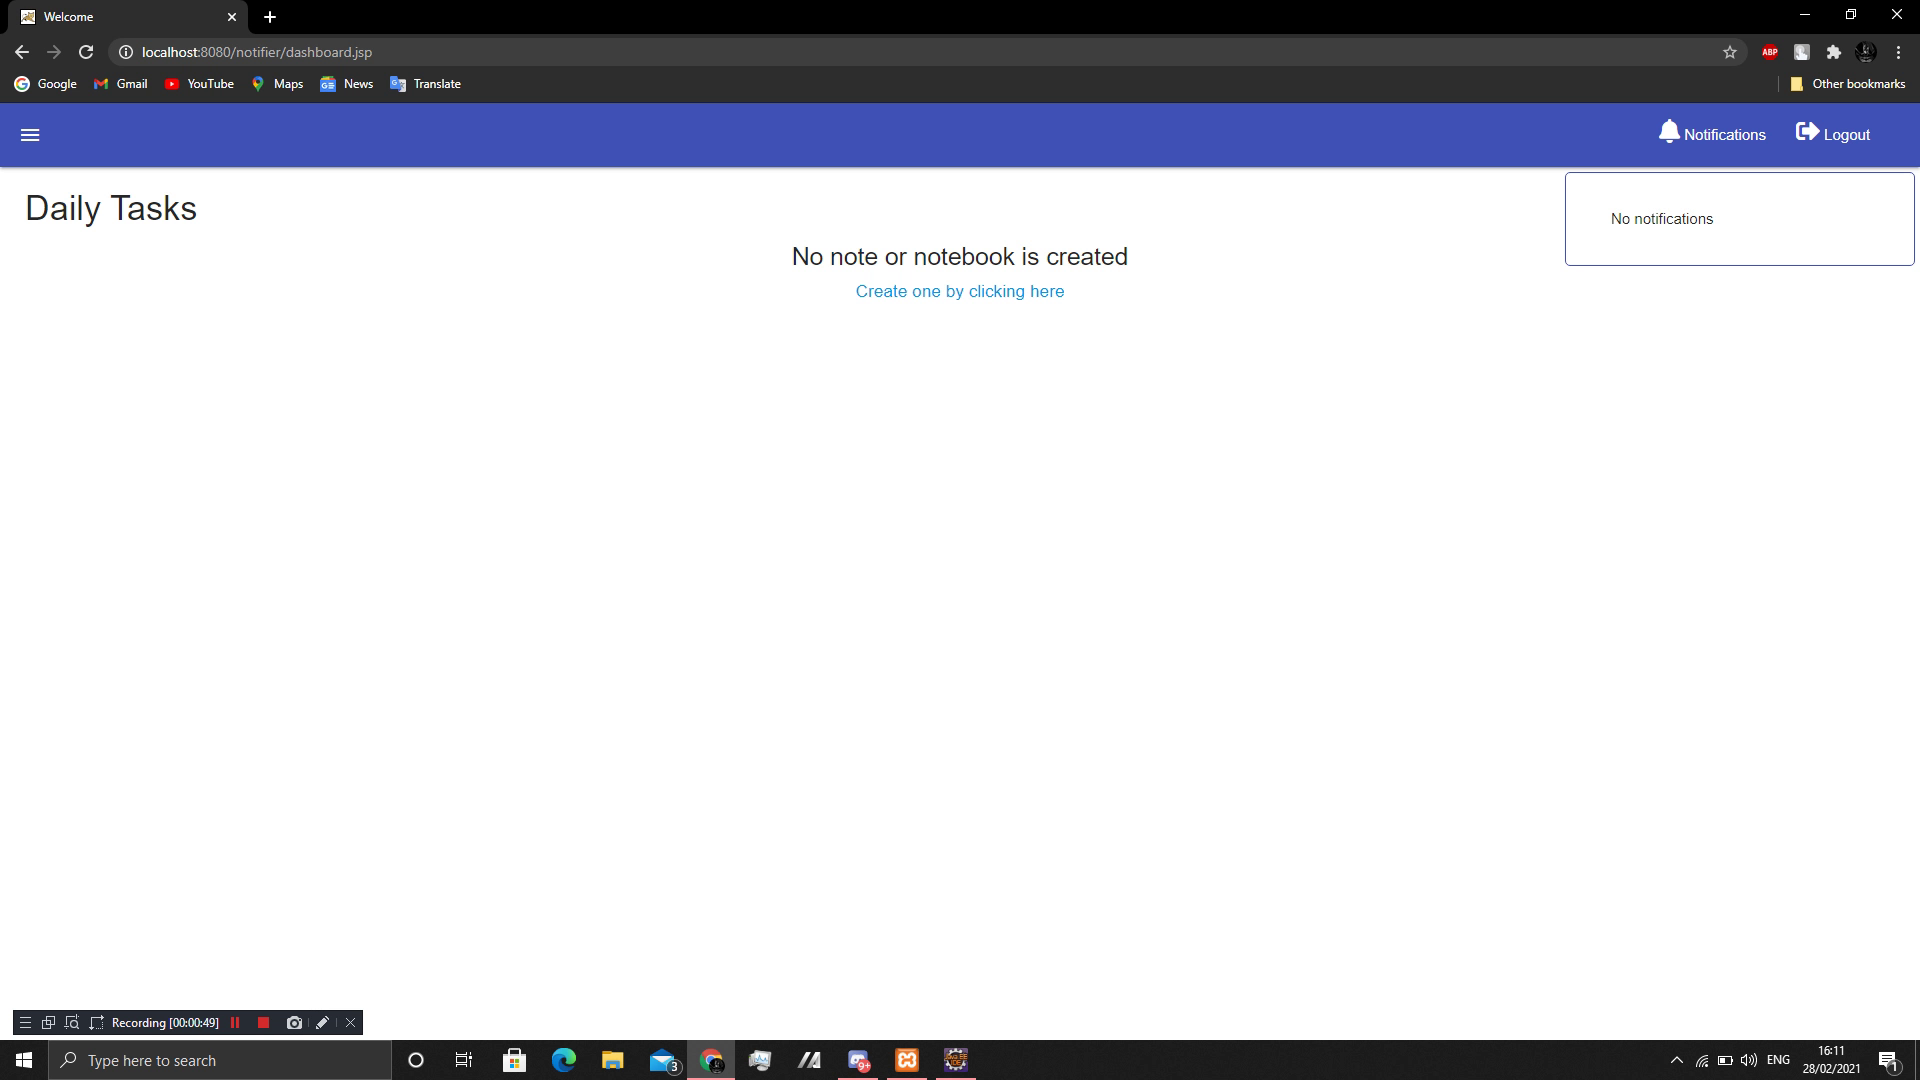 Welcome
localhost:8080/notifier/dashboard.jsp
ABP
Google Gmail YouTube Maps News Translate Other bookmarks
Notifications Logout
Daily Tasks
No notifications
No note or notebook is created
Create one by clicking here
Recording [00:00:49]
Type here to search
3
9+
ENG
16:11
28/02/2021
1